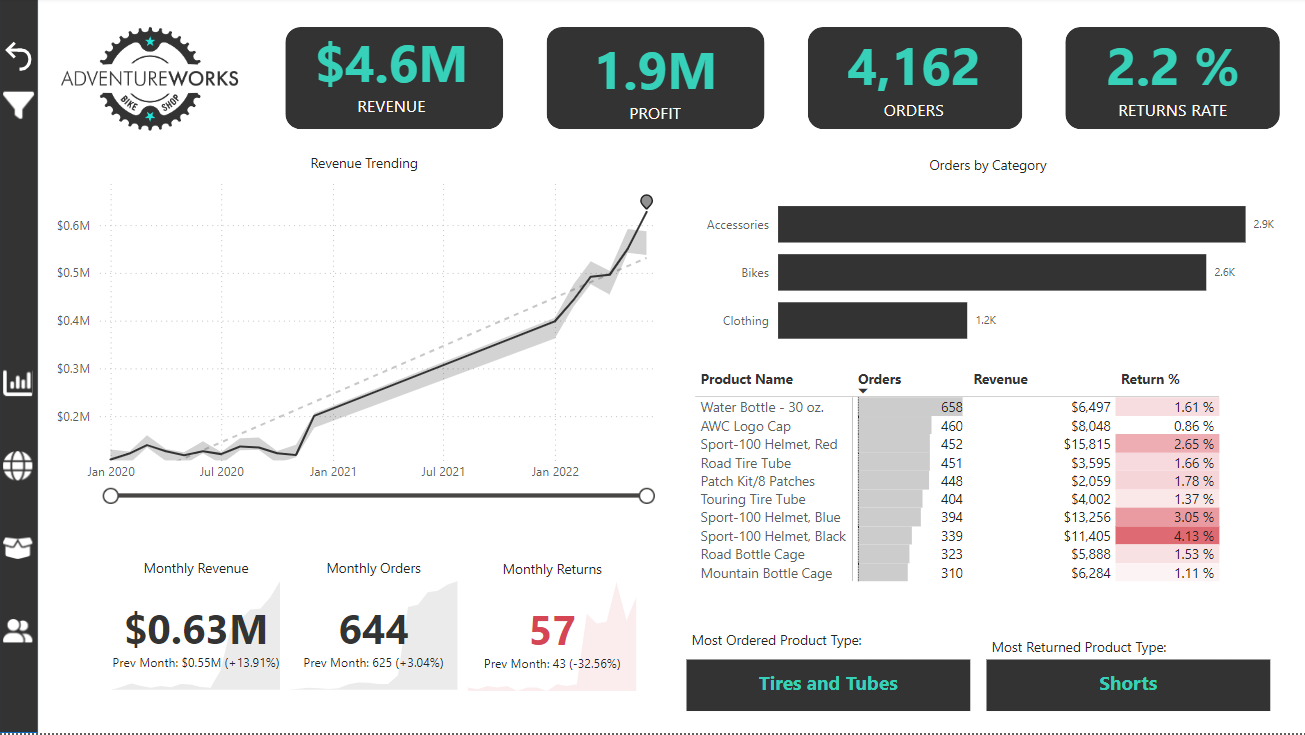 ADVENTUREWORKS
BIKE SHOP
$4.6M
REVENUE
1.9M
PROFIT
4,162
ORDERS
2.2 %
RETURNS RATE
Revenue Trending
$0.6M
$0.5M
$0.4M
$0.3M
$0.2M
Jan 2020 Jul 2020 Jan 2021 Jul 2021 Jan 2022
Orders by Category
Accessories 2.9K
Bikes 2.6K
Clothing 1.2K
Product Name Orders Revenue Return %
Water Bottle - 30 oz. 658 $6,497 1.61 %
AWC Logo Cap 460 $8,048 0.86 %
Sport-100 Helmet, Red 452 $15,815 2.65 %
Road Tire Tube 451 $3,595 1.66 %
Patch Kit/8 Patches 448 $2,059 1.78 %
Touring Tire Tube 404 $4,002 1.37 %
Sport-100 Helmet, Blue 394 $13,256 3.05 %
Sport-100 Helmet, Black 339 $11,405 4.13 %
Road Bottle Cage 323 $5,888 1.53 %
Mountain Bottle Cage 310 $6,284 1.11 %
Monthly Revenue
$0.63M
Prev Month: $0.55M (+13.91%)
Monthly Orders
644
Prev Month: 625 (+3.04%)
Monthly Returns
57
Prev Month: 43 (-32.56%)
Most Ordered Product Type:
Tires and Tubes
Most Returned Product Type:
Shorts